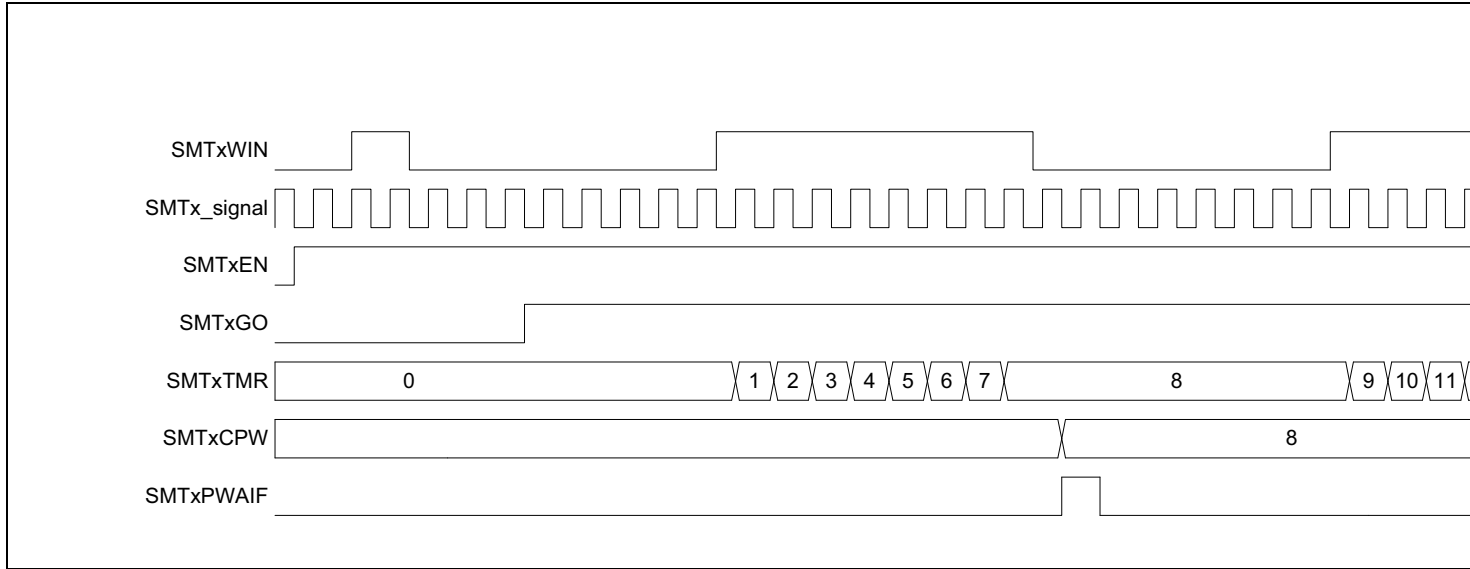 SMTxWIN
SMTx_signal
SMTxEN
SMTxGO
SMTxTMR 0 1 2 3 4 5 6 7 8 9 10 11
SMTxCPW 8
SMTxPWAIF